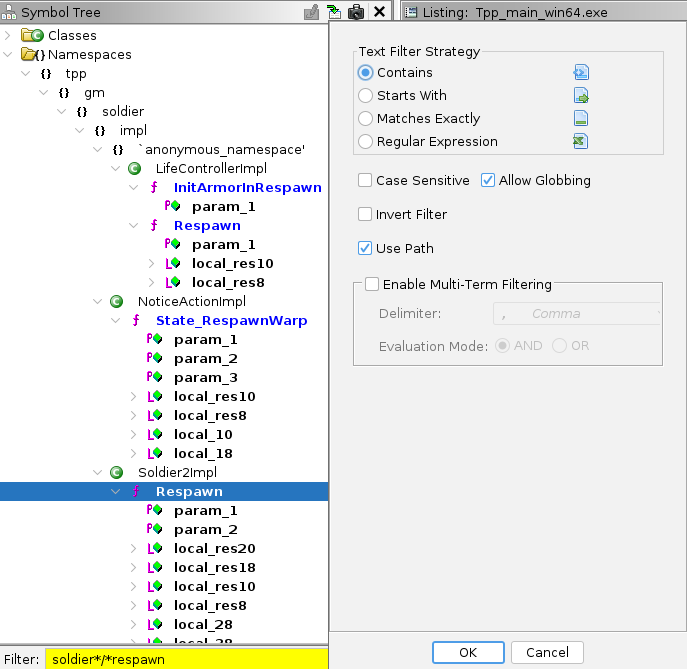 Symbol Tree
Classes
Namespaces
tpp
gm
soldier
impl
`anonymous_namespace'
LifeControllerImpl
InitArmorInRespawn
param_1
Respawn
param_1
local_res10
local_res8
NoticeActionImpl
State_RespawnWarp
param_1
param_2
param_3
local_res10
local_res8
local_10
local_18
Soldier2Impl
Respawn
param_1
param_2
local_res20
local_res18
local_res10
local_res8
local_28
Filter: soldier*/*respawn
Listing: Tpp_main_win64.exe
Text Filter Strategy
Contains
Starts With
Matches Exactly
Regular Expression
Case Sensitive Allow Globbing
Invert Filter
Use Path
Enable Multi-Term Filtering
Delimiter: , Comma
Evaluation Mode: AND OR
OK Cancel